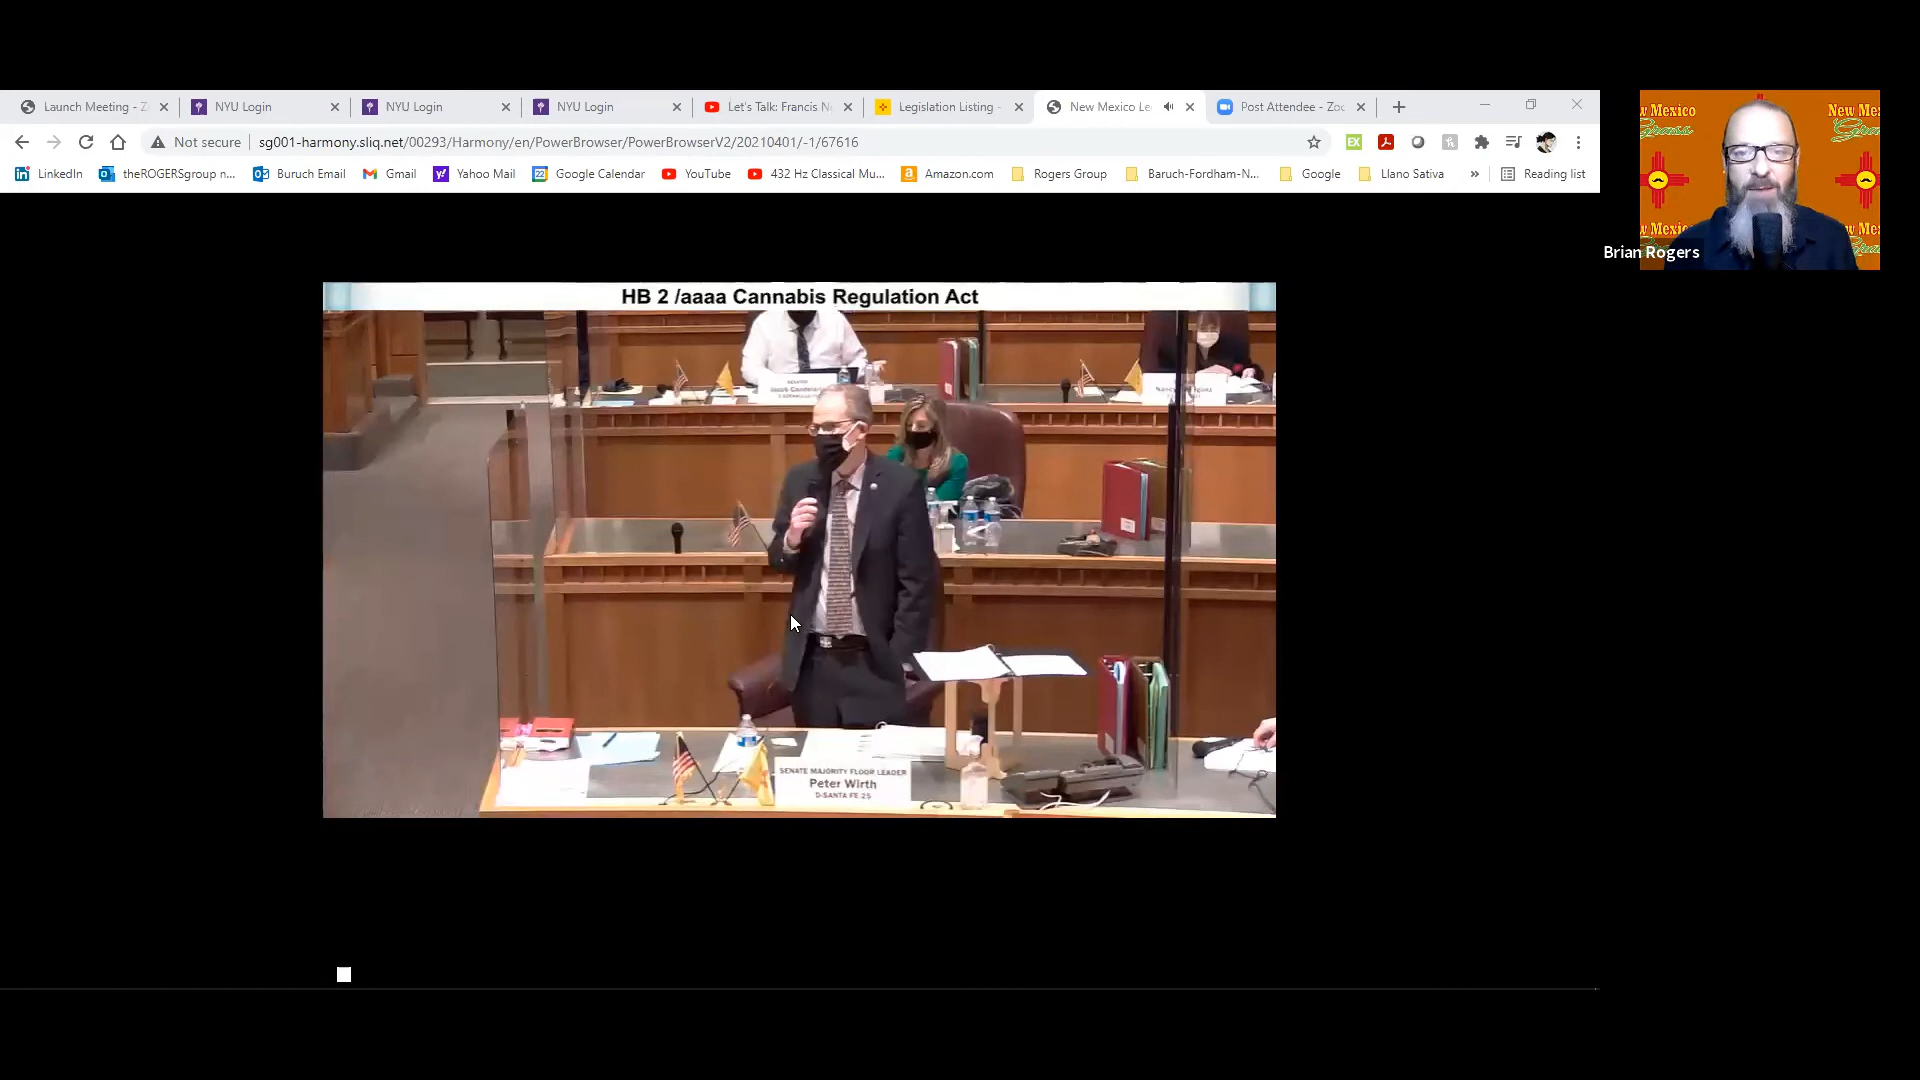 Launch Meeting - Z
NYU Login
NYU Login
NYU Login
Let's Talk: Francis N
Legislation Listing -
New Mexico Le
Post Attendee - Zoo
Not secure
sg001-harmony.sliq.net/00293/Harmony/en/PowerBrowser/PowerBrowserV2/20210401/-1/67616
LinkedIn
theROGERSgroup n...
Buruch Email
Gmail
Yahoo Mail
Google Calendar
YouTube
432 Hz Classical Mu...
Amazon.com
Rogers Group
Baruch-Fordham-N...
Google
Llano Sativa
Reading list
w Mexico
Grass
New Me
Brian Rogers
HB 2 /aaaa Cannabis Regulation Act
SENATE MAJORITY FLOOR LEADER
Peter Wirth
D-SANTA FE-25